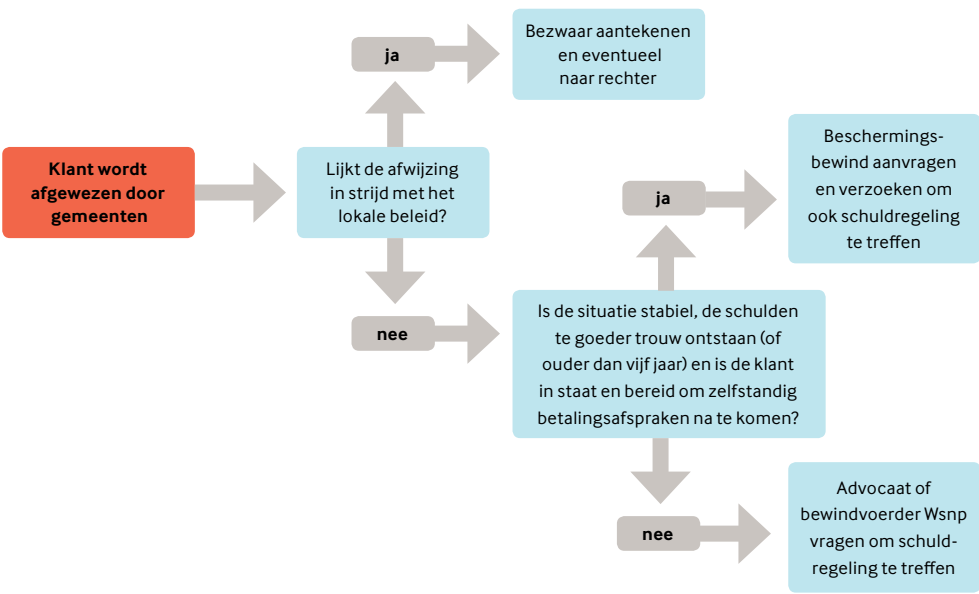 Klant wordt
afgewezen door
gemeenten
Lijkt de afwijzing
in strijd met het
lokale beleid?
ja
Bezwaar aantekenen
en eventueel
naar rechter
nee
Is de situatie stabiel, de schulden
te goeder trouw ontstaan (of
ouder dan vijf jaar) en is de klant
in staat en bereid om zelfstandig
betalingsafspraken na te komen?
ja
Beschermings-
bewind aanvragen
en verzoeken om
ook schuldregeling
te treffen
nee
Advocaat of
bewindvoerder Wsnp
vragen om schuld-
regeling te treffen